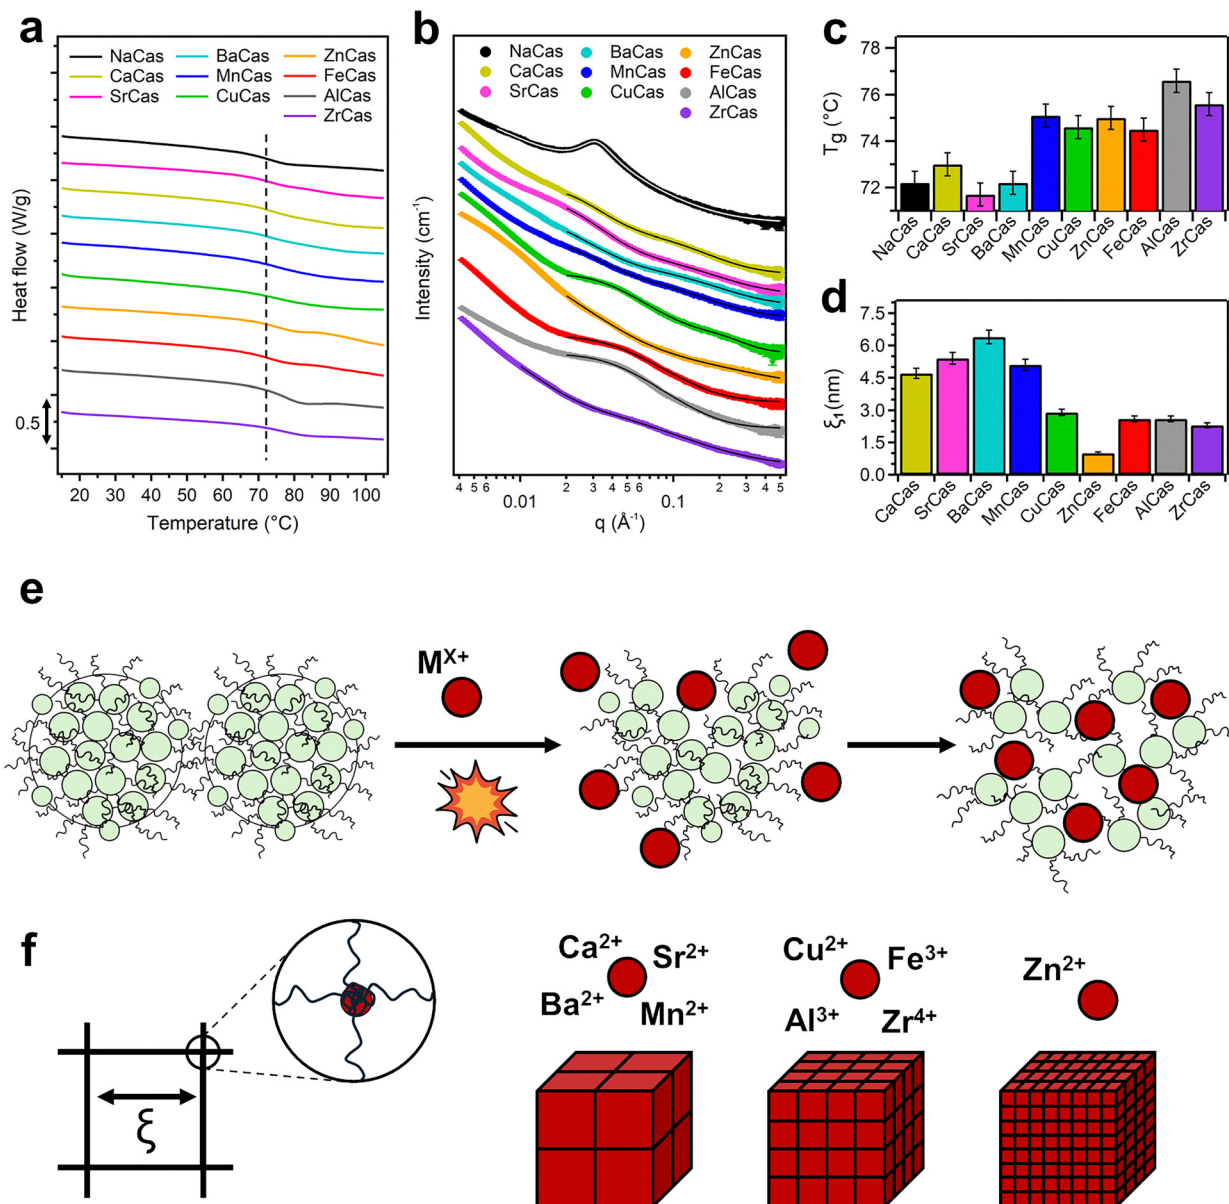 a
NaCas
BaCas
ZnCas
CaCas
MnCas
FeCas
SrCas
CuCas
AlCas
ZrCas
Heat flow (W/g)
0.5
20 30 40 50 60 70 80 90 100
Temperature (°C)
b
NaCas
BaCas
ZnCas
CaCas
MnCas
FeCas
SrCas
CuCas
AlCas
ZrCas
Intensity (cm⁻¹)
4 5 6 0.01 2 3 4 5 6 0.1 2 3 4 5
q (Å⁻¹)
c
78
76
74
72
Tg (°C)
NaCas
CaCas
SrCas
BaCas
MnCas
CuCas
ZnCas
FeCas
AlCas
ZrCas
d
7.5
6.0
4.5
3.0
1.5
0.0
ξ₁ (nm)
CaCas
SrCas
BaCas
MnCas
CuCas
ZnCas
FeCas
AlCas
ZrCas
e
Mˣ⁺
f
ξ
Ca²⁺
Sr²⁺
Ba²⁺
Mn²⁺
Cu²⁺
Fe³⁺
Al³⁺
Zr⁴⁺
Zn²⁺